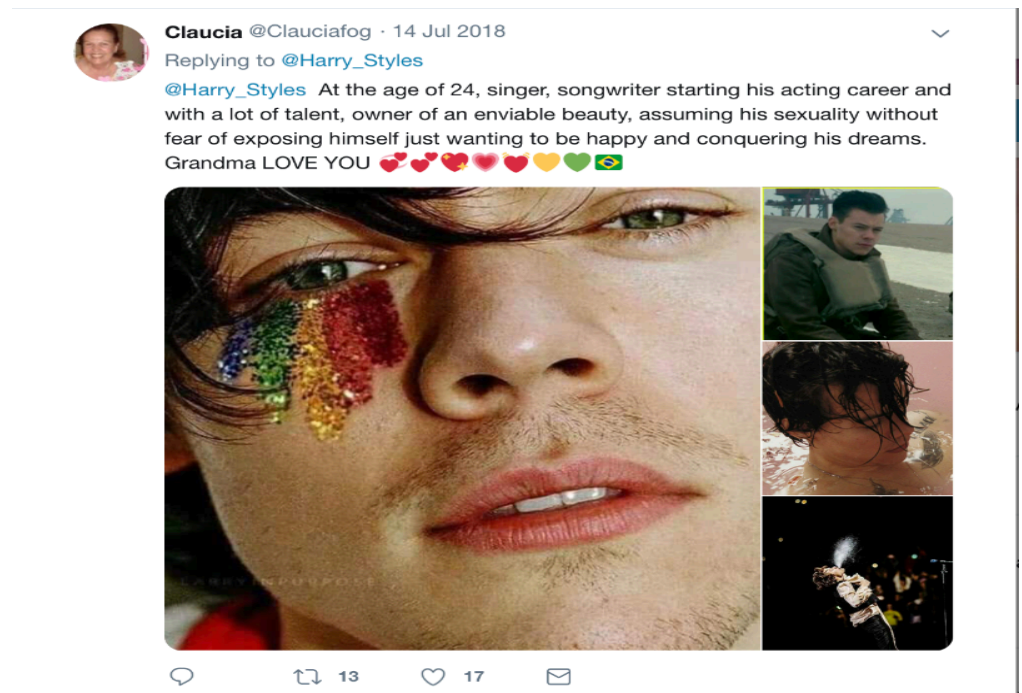 Claucia @Clauciafog · 14 Jul 2018
Replying to @Harry_Styles
@Harry_Styles At the age of 24, singer, songwriter starting his acting career and
with a lot of talent, owner of an enviable beauty, assuming his sexuality without
fear of exposing himself just wanting to be happy and conquering his dreams.
Grandma LOVE YOU 💞💕💖💗💓💛💚🇧🇷
LARRYINPURPOSE
13 17